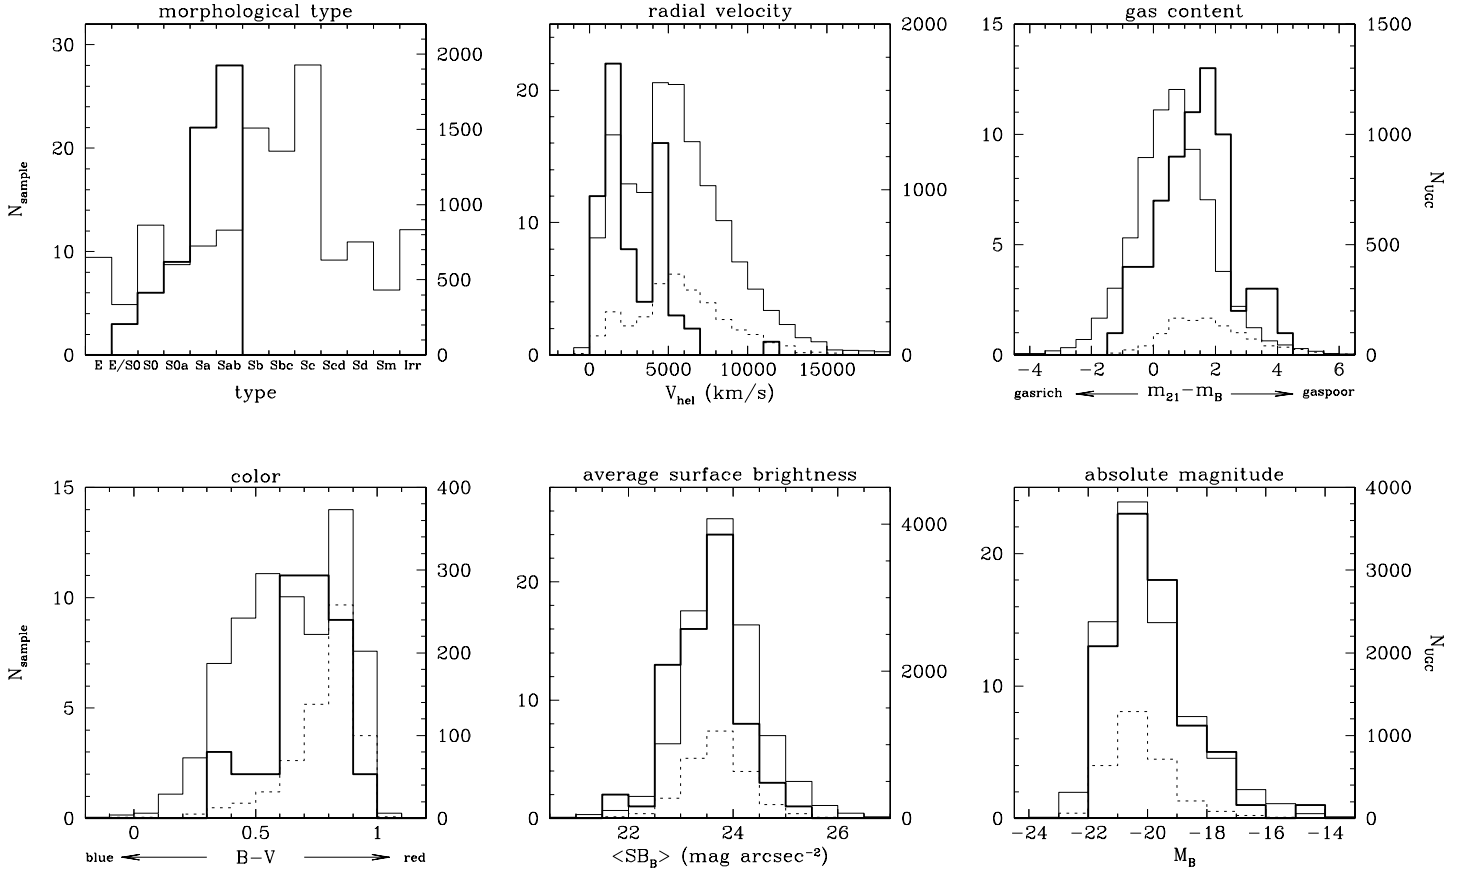 morphological type
30
20
10
0
2000
1500
1000
500
0
N_sample
E E/S0 S0 S0a Sa Sab Sb Sbc Sc Scd Sd Sm Irr
type
radial velocity
20
10
0
2000
1000
0
0 5000 10000 15000
V_hel (km/s)
gas content
15
10
5
0
1500
1000
500
0
N_UGC
−4 −2 0 2 4 6
gasrich m_21−m_B gaspoor
color
15
10
5
0
400
300
200
100
0
N_sample
0 0.5 1
blue B−V red
average surface brightness
20
10
0
4000
2000
0
22 24 26
<SB_B> (mag arcsec^−2)
absolute magnitude
20
10
0
4000
3000
2000
1000
0
N_UGC
−24 −22 −20 −18 −16 −14
M_B